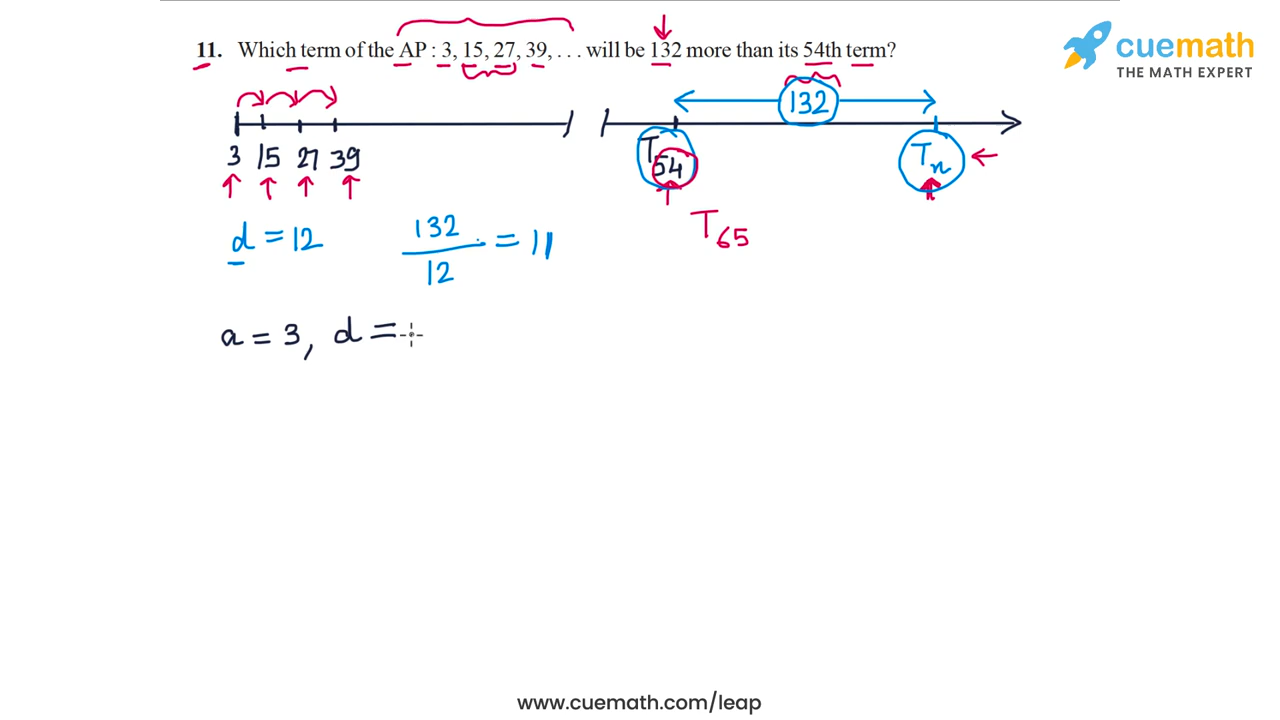 11. Which term of the AP : 3, 15, 27, 39, . . . will be 132 more than its 54th term?
cuemath
THE MATH EXPERT
132
3 15 27 39
T54
Tn
T65
d = 12
132/12 = 11
a = 3, d =
www.cuemath.com/leap